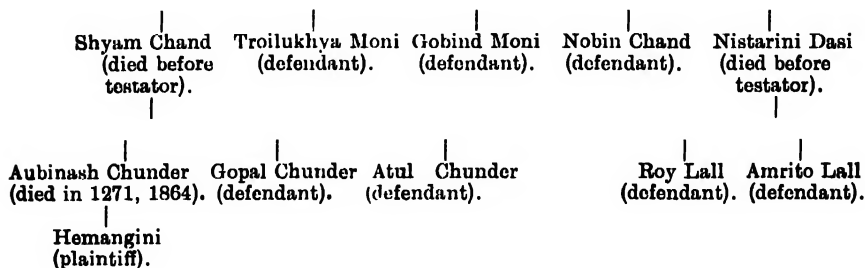 Shyam Chand Troilukhya Moni Gobind Moni Nobin Chand Nistarini Dasi
(died before (defendant). (defendant). (defendant). (died before
testator). testator).
Aubinash Chunder Gopal Chunder Atul Chunder Roy Lall Amrito Lall
(died in 1271, 1864). (defendant). (defendant). (defendant). (defendant).
Hemangini
(plaintiff).